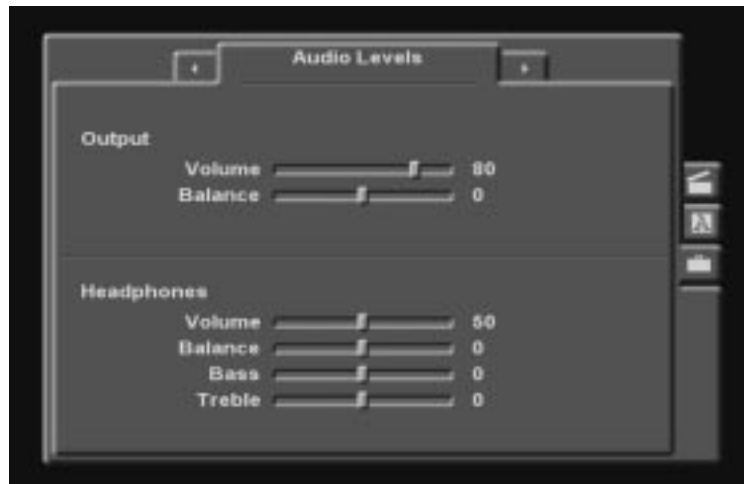 Audio Levels
Output
Volume 80
Balance 0
Headphones
Volume 50
Balance 0
Bass 0
Treble 0